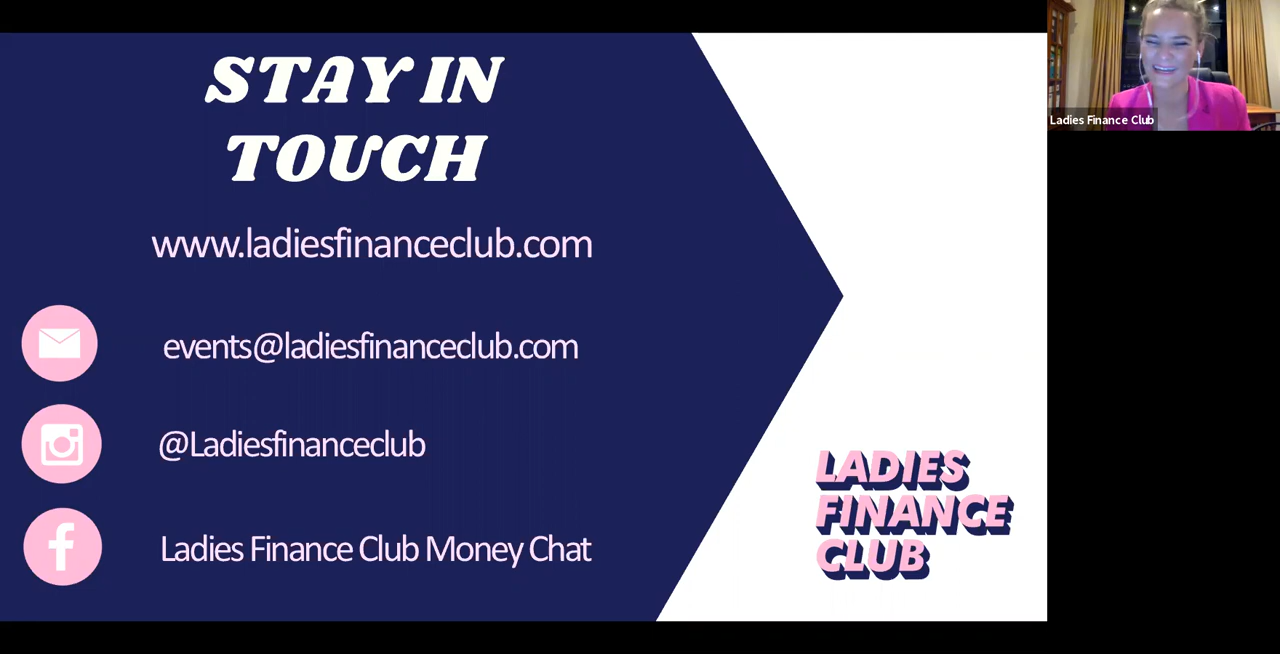 STAY IN
TOUCH
www.ladiesfinanceclub.com
events@ladiesfinanceclub.com
@Ladiesfinanceclub
Ladies Finance Club Money Chat
LADIES
FINANCE
CLUB
Ladies Finance Club